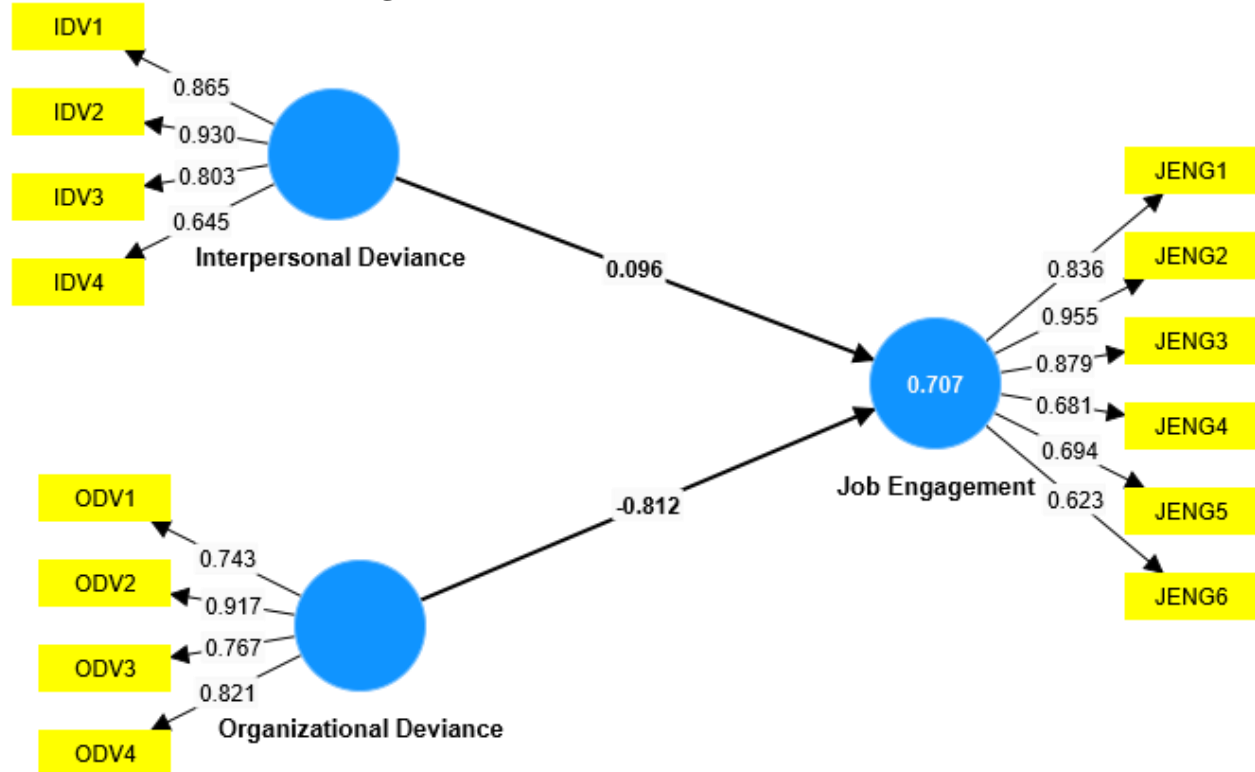 IDV1
0.865
IDV2
0.930
IDV3
0.803
0.645
IDV4
Interpersonal Deviance
0.096
JENG1
0.836
JENG2
0.955
JENG3
0.879
0.707
0.681
JENG4
0.694
Job Engagement
0.623
JENG5
JENG6
-0.812
ODV1
0.743
ODV2
0.917
ODV3
0.767
0.821
Organizational Deviance
ODV4